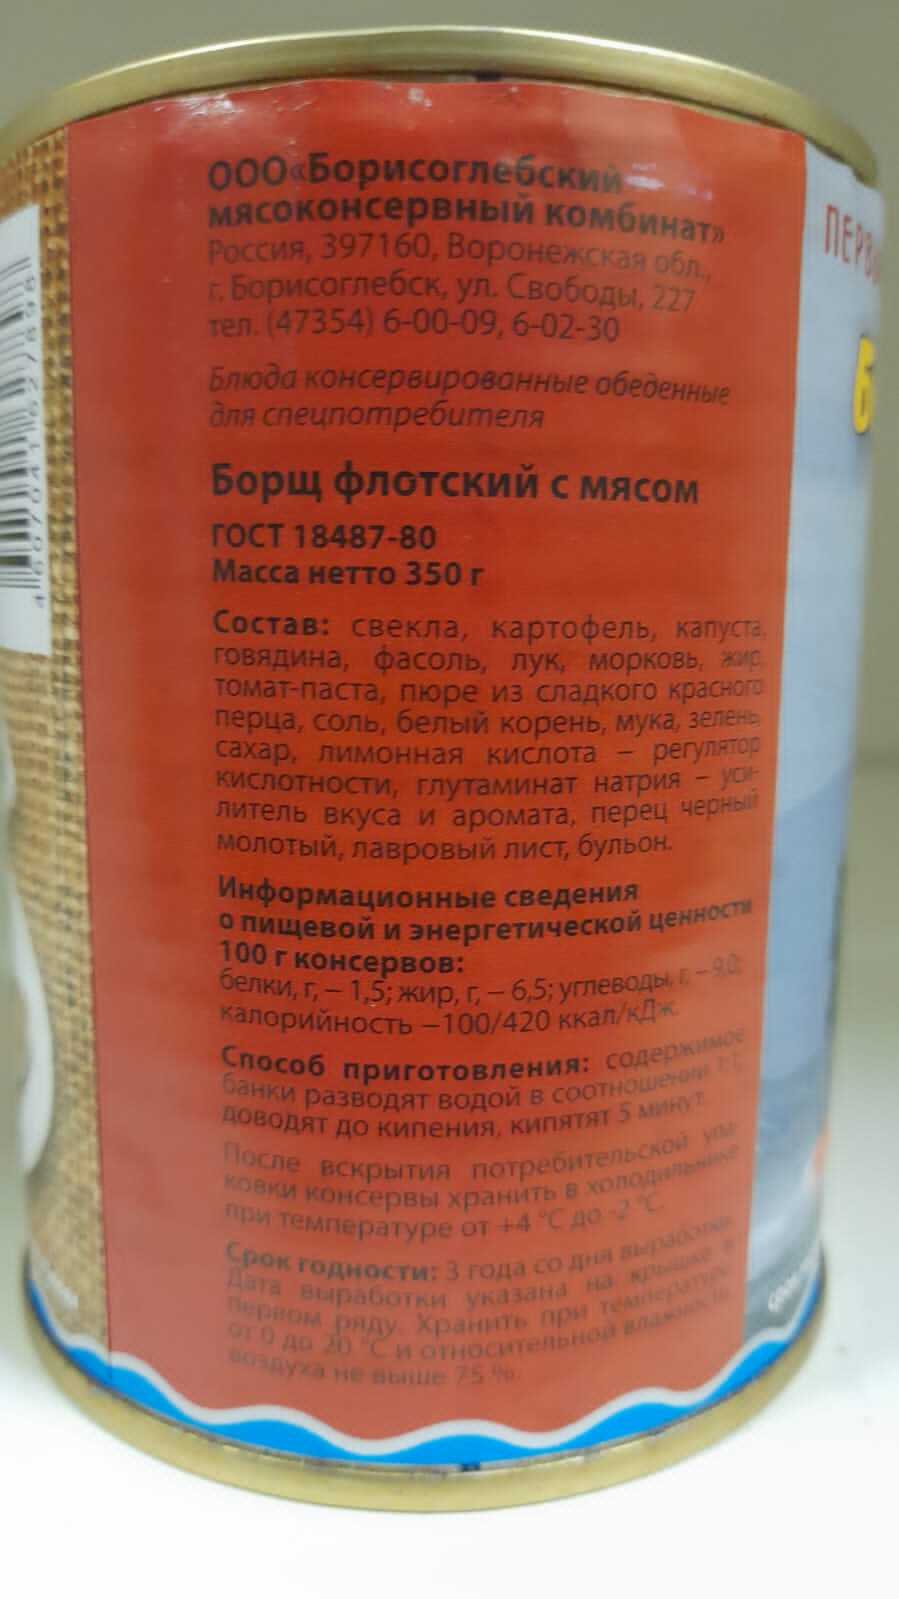 ООО«Борисоглебский
мясоконсервный комбинат»
Россия, 397160, Воронежская обл.,
г. Борисоглебск, ул. Свободы, 227
тел. (47354) 6-00-09, 6-02-30
Блюда консервированные обеденные
для спецпотребителя
Борщ флотский с мясом
ГОСТ 18487-80
Масса нетто 350 г
Состав: свекла, картофель, капуста,
говядина, фасоль, лук, морковь, жир,
томат-паста, пюре из сладкого красного
перца, соль, белый корень, мука, зелень,
сахар, лимонная кислота – регулятор
кислотности, глутаминат натрия – уси-
литель вкуса и аромата, перец черный
молотый, лавровый лист, бульон.
Информационные сведения
о пищевой и энергетической ценности
100 г консервов:
белки, г, – 1,5; жир, г, – 6,5; углеводы, г, – 9,0;
калорийность –100/420 ккал/кДж.
Способ приготовления: содержимое
банки разводят водой в соотношении 1:1,
доводят до кипения, кипятят 5 минут.
После вскрытия потребительской упа-
ковки консервы хранить в холодильнике
при температуре от +4 °С до -2 °С.
Срок годности: 3 года со дня выработки.
Дата выработки указана на крышке в
первом ряду. Хранить при температуре
от 0 до 20 °С и относительной влажность
воздуха не выше 75 %.